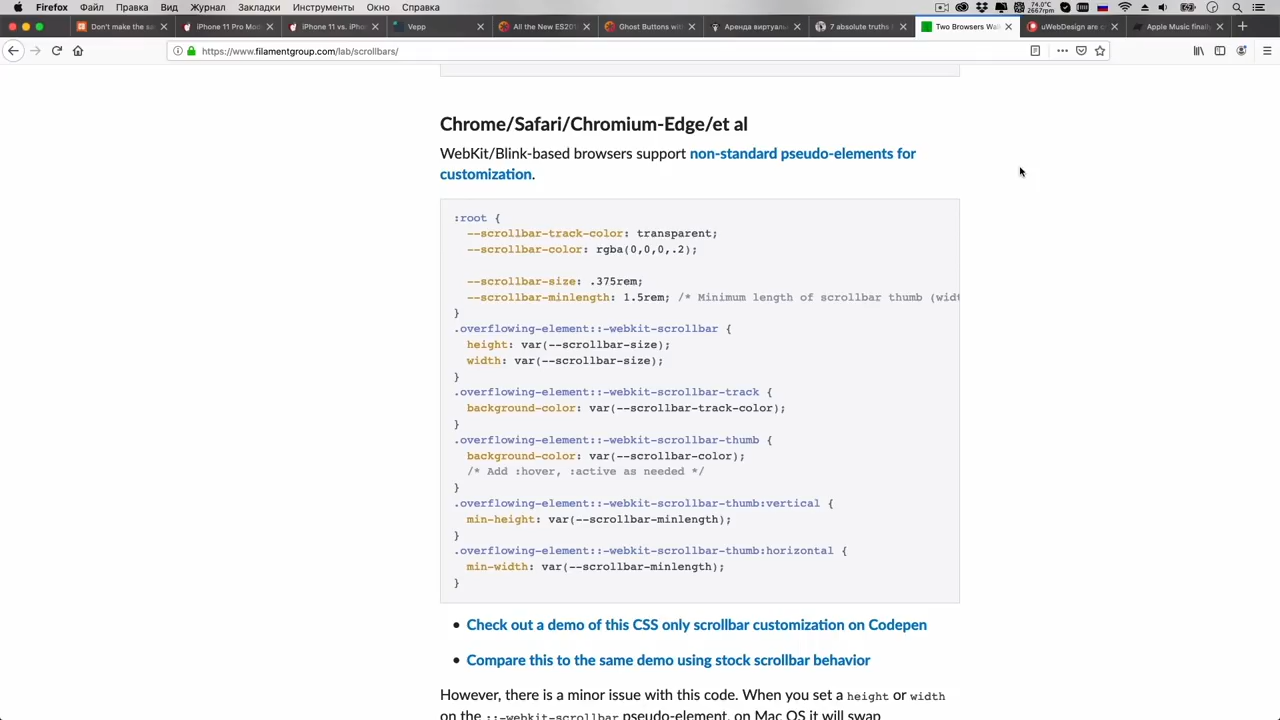 Firefox Файл Правка Вид Журнал Закладки Инструменты Окно Справка
74.0°C
2667rpm
Don't make the sa
iPhone 11 Pro Mod
iPhone 11 vs. iPho
Vepp
All the New ES201
Ghost Buttons with
Аренда виртуаль
7 absolute truths I
Two Browsers Wa
uWebDesign are c
Apple Music finally
https://www.filamentgroup.com/lab/scrollbars/
Chrome/Safari/Chromium-Edge/et al
WebKit/Blink-based browsers support non-standard pseudo-elements for
customization.
:root {
--scrollbar-track-color: transparent;
--scrollbar-color: rgba(0,0,0,.2);
--scrollbar-size: .375rem;
--scrollbar-minlength: 1.5rem; /* Minimum length of scrollbar thumb (widt
}
.overflowing-element::-webkit-scrollbar {
height: var(--scrollbar-size);
width: var(--scrollbar-size);
}
.overflowing-element::-webkit-scrollbar-track {
background-color: var(--scrollbar-track-color);
}
.overflowing-element::-webkit-scrollbar-thumb {
background-color: var(--scrollbar-color);
/* Add :hover, :active as needed */
}
.overflowing-element::-webkit-scrollbar-thumb:vertical {
min-height: var(--scrollbar-minlength);
}
.overflowing-element::-webkit-scrollbar-thumb:horizontal {
min-width: var(--scrollbar-minlength);
}
• Check out a demo of this CSS only scrollbar customization on Codepen
• Compare this to the same demo using stock scrollbar behavior
However, there is a minor issue with this code. When you set a height or width
on the ::-webkit-scrollbar pseudo-element, on Mac OS it will swap